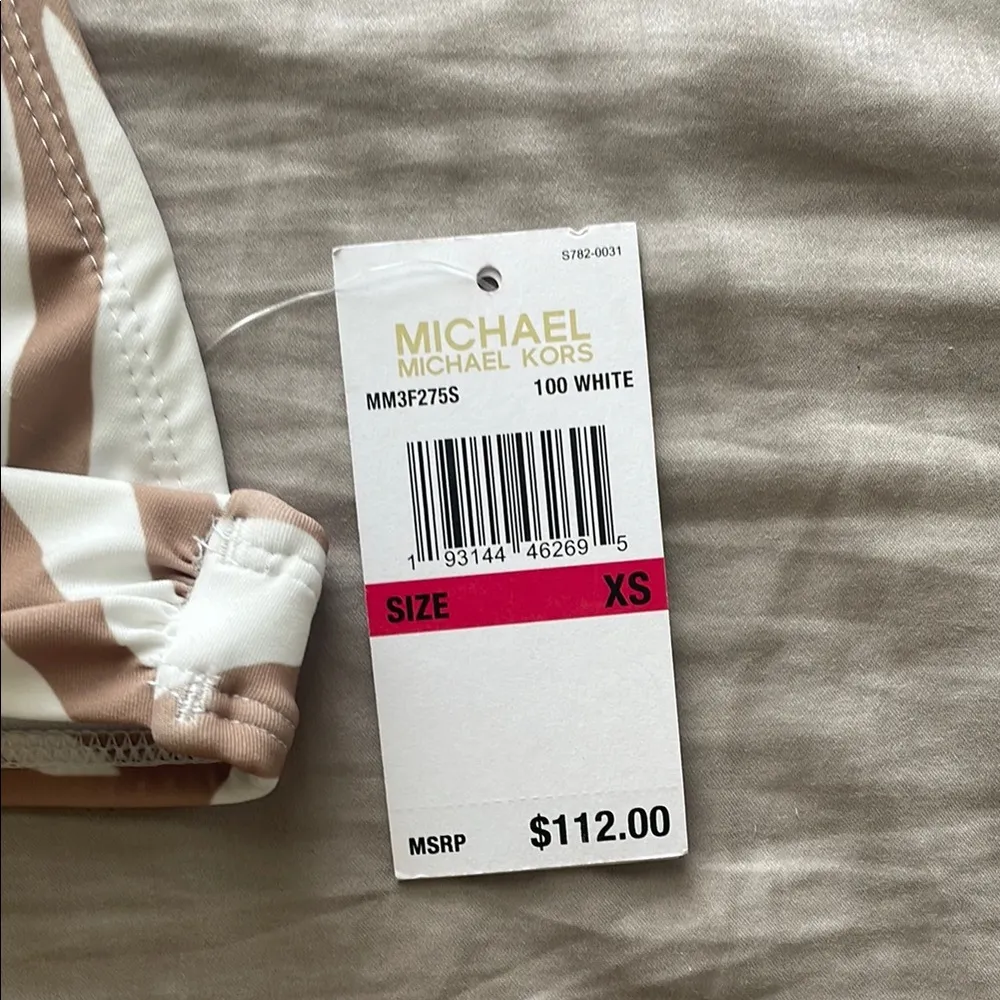 S782-0031
MICHAEL
MICHAEL KORS
MM3F275S 100 WHITE
1 93144 46269 5
SIZE XS
MSRP $112.00